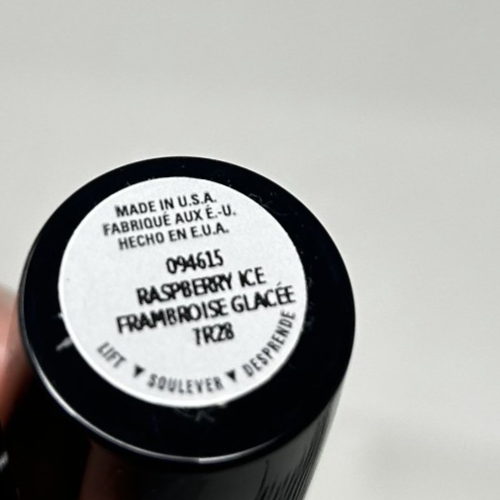 MADE IN U.S.A.
FABRIQUÉ AUX É.-U.
HECHO EN E.U.A.
094615
RASPBERRY ICE
FRAMBROISE GLACÉE
7R28
LIFT ▼ SOULEVER ▼ DESPRENDE